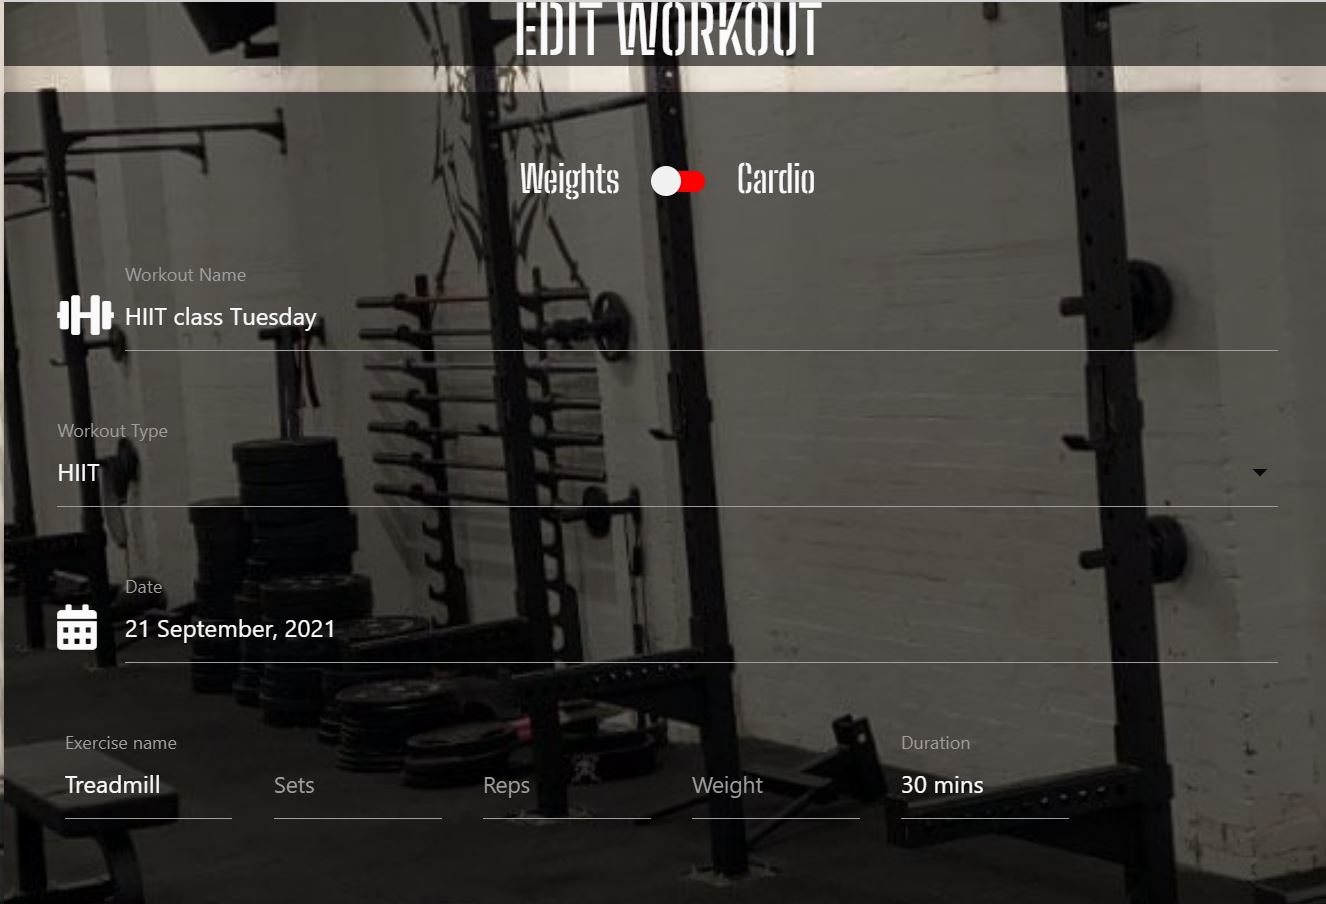 EDIT WORKOUT
Weights Cardio
Workout Name
HIIT class Tuesday
Workout Type
HIIT
Date
21 September, 2021
Exercise name Duration
Treadmill Sets Reps Weight 30 mins